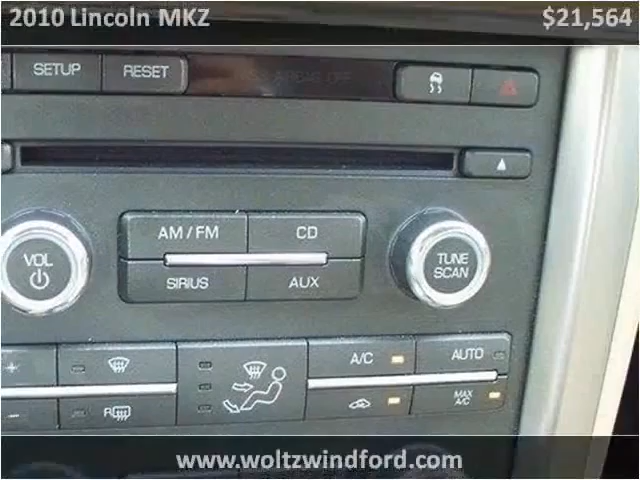 2010 Lincoln MKZ $21,564
SETUP RESET
AM/FM CD
VOL
TUNE
SCAN
SIRIUS AUX
+ A/C AUTO
- R MAX
A/C
www.woltzwindford.com